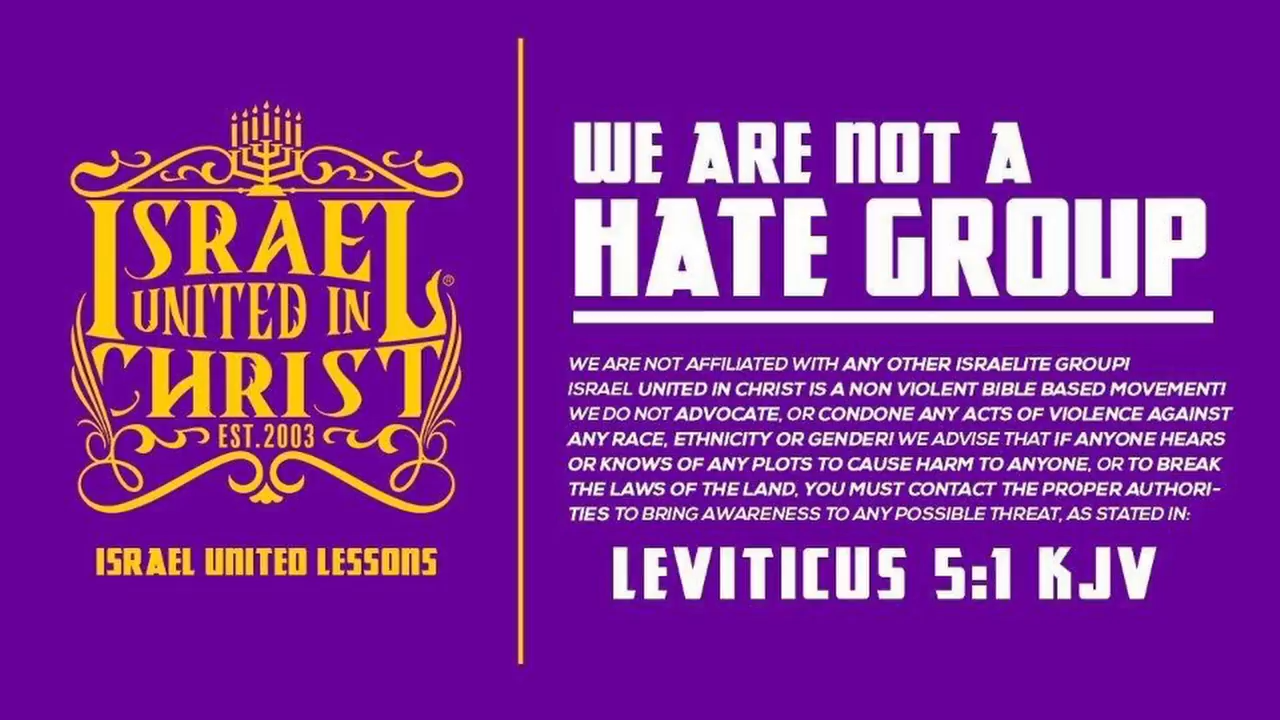 ISRAEL
UNITED IN
CHRIST
EST. 2003
ISRAEL UNITED LESSONS
WE ARE NOT A
HATE GROUP
WE ARE NOT AFFILIATED WITH ANY OTHER ISRAELITE GROUP!
ISRAEL UNITED IN CHRIST IS A NON VIOLENT BIBLE BASED MOVEMENT!
WE DO NOT ADVOCATE, OR CONDONE ANY ACTS OF VIOLENCE AGAINST
ANY RACE, ETHNICITY OR GENDER! WE ADVISE THAT IF ANYONE HEARS
OR KNOWS OF ANY PLOTS TO CAUSE HARM TO ANYONE, OR TO BREAK
THE LAWS OF THE LAND, YOU MUST CONTACT THE PROPER AUTHORI-
TIES TO BRING AWARENESS TO ANY POSSIBLE THREAT, AS STATED IN:
LEVITICUS 5:1 KJV